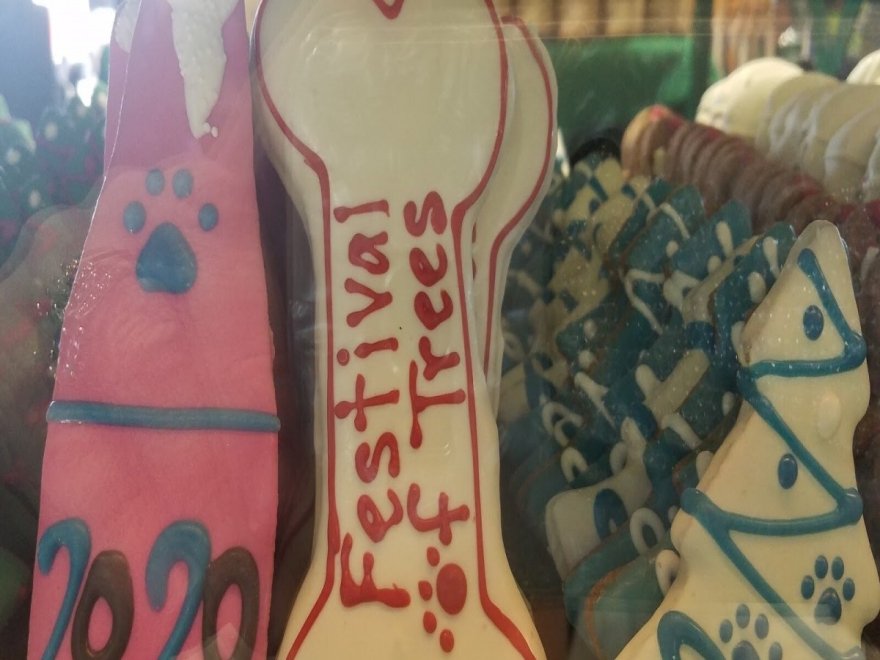 2020
Festival
of Trees